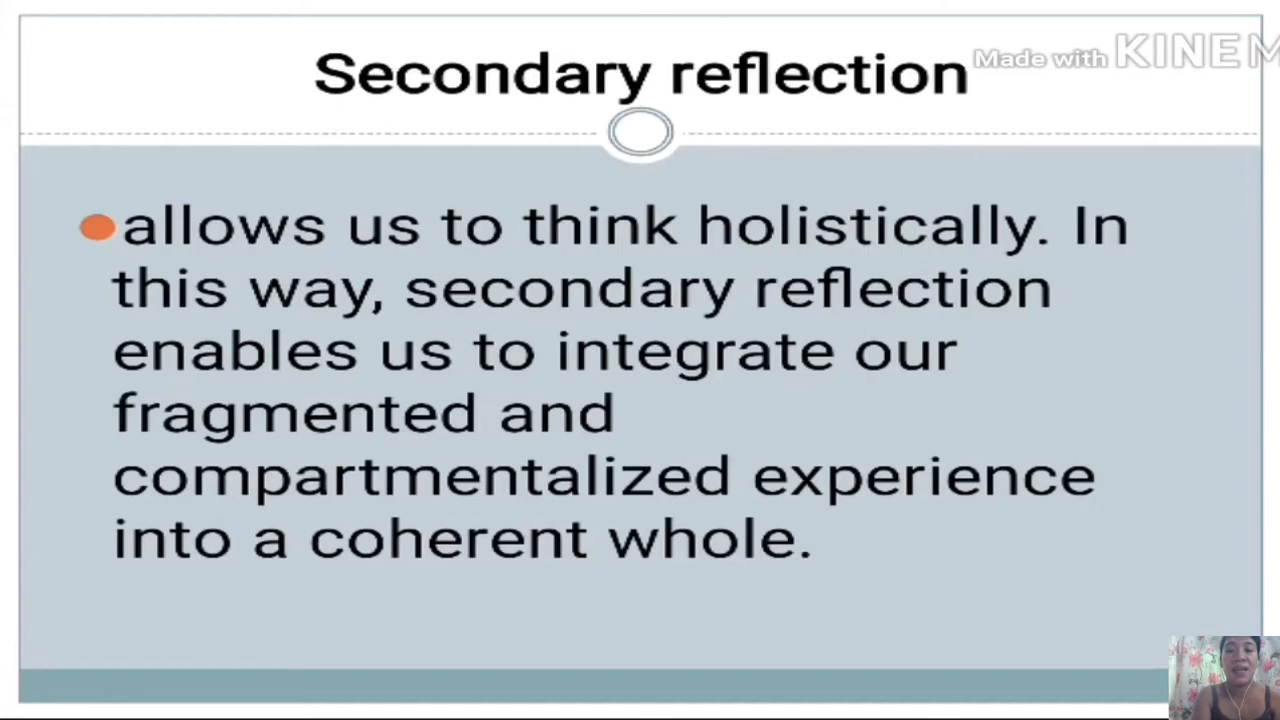 Secondary reflection
Made with KINEM
allows us to think holistically. In
this way, secondary reflection
enables us to integrate our
fragmented and
compartmentalized experience
into a coherent whole.